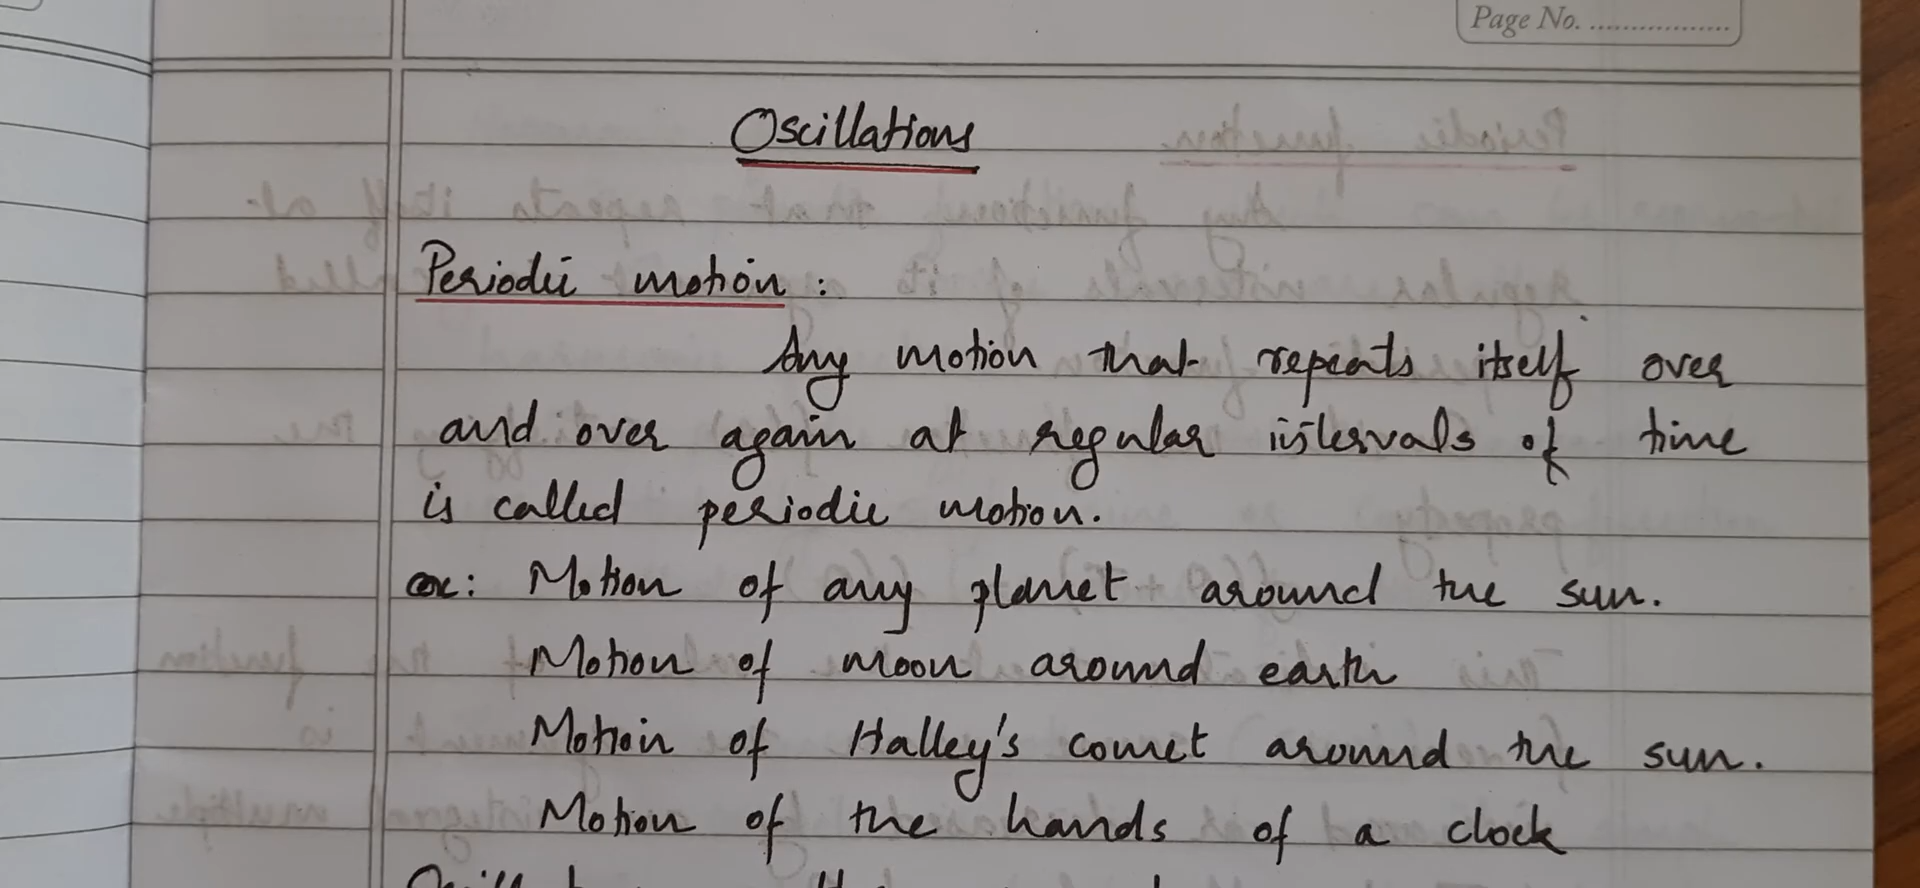 Page No. ..................
Oscillations
Periodic motion :
Any motion that repeats itself over
and over again at regular intervals of time
is called periodic motion.
ex: Motion of any planet around the sun.
Motion of moon around earth
Motion of Halley's comet around the sun.
Motion of the hands of a clock